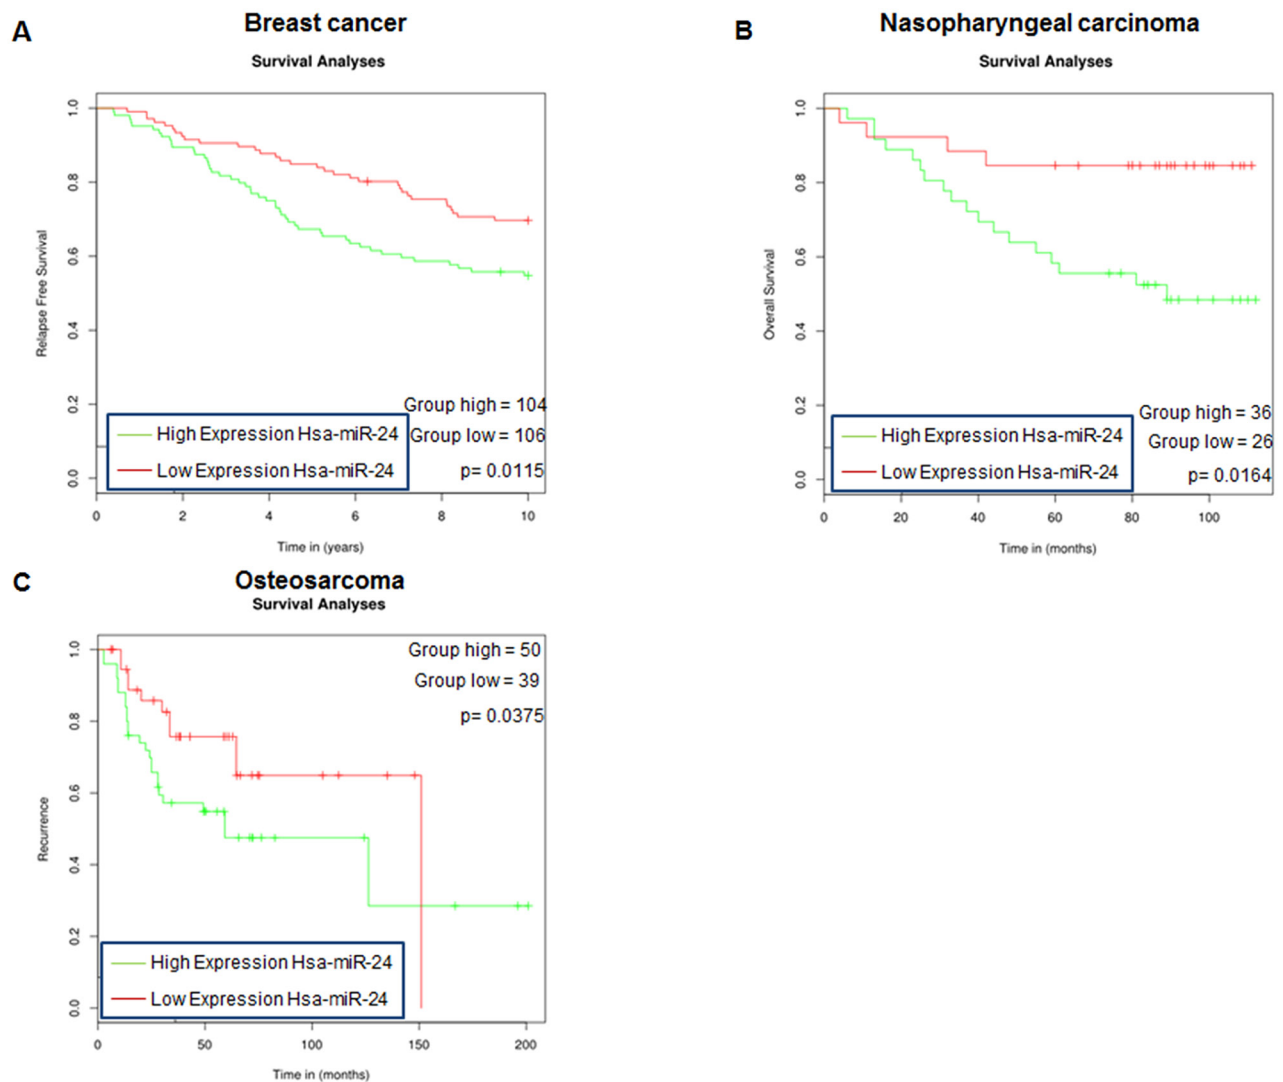 A
Breast cancer
Survival Analyses
Relapse Free Survival
1.0
0.8
0.6
0.4
0.2
0.0
Group high = 104
High Expression Hsa-miR-24
Group low = 106
Low Expression Hsa-miR-24
p= 0.0115
0 2 4 6 8 10
Time in (years)
B
Nasopharyngeal carcinoma
Survival Analyses
Overall Survival
1.0
0.8
0.6
0.4
0.2
0.0
Group high = 36
High Expression Hsa-miR-24
Group low = 26
Low Expression Hsa-miR-24
p= 0.0164
0 20 40 60 80 100
Time in (months)
C
Osteosarcoma
Survival Analyses
Recurrence
1.0
0.8
0.6
0.4
0.2
0.0
Group high = 50
Group low = 39
p= 0.0375
High Expression Hsa-miR-24
Low Expression Hsa-miR-24
0 50 100 150 200
Time in (months)